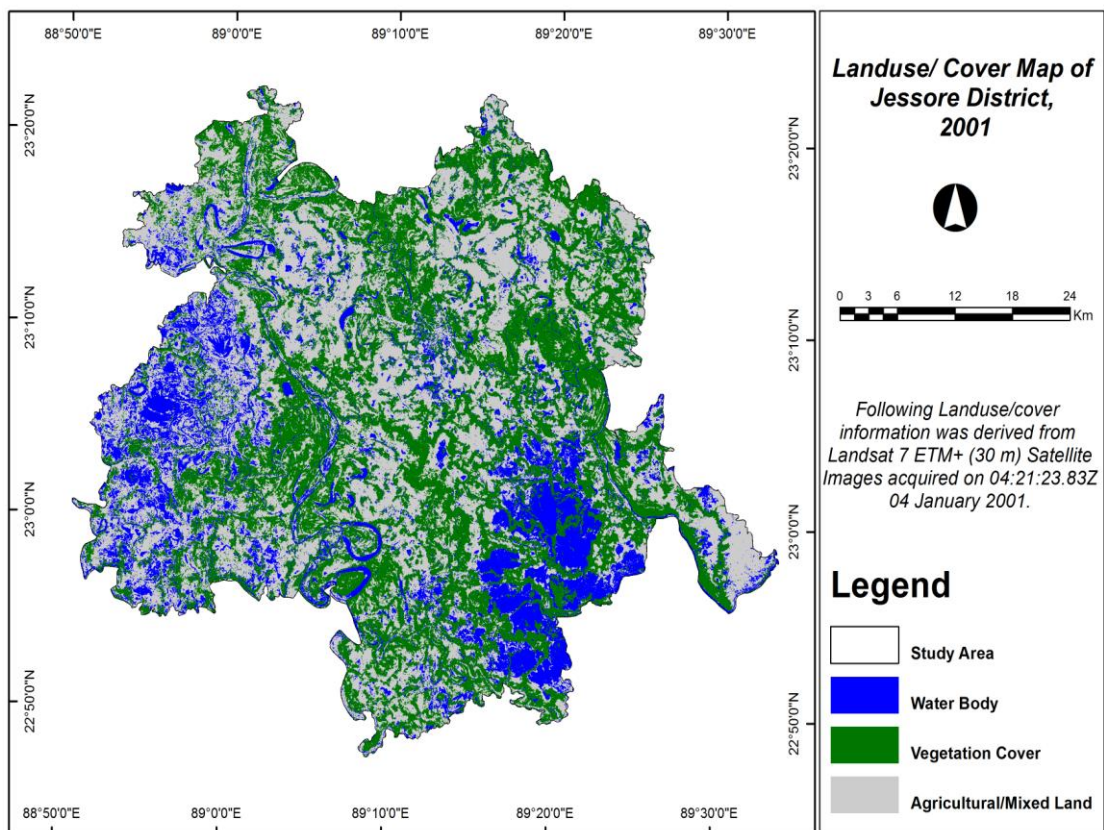 88°50'0"E 89°0'0"E 89°10'0"E 89°20'0"E 89°30'0"E
23°20'0"N
23°10'0"N
23°0'0"N
22°50'0"N
23°20'0"N
23°10'0"N
23°0'0"N
22°50'0"N
88°50'0"E 89°0'0"E 89°10'0"E 89°20'0"E 89°30'0"E
Landuse/ Cover Map of
Jessore District,
2001
0 3 6 12 18 24
Km
Following Landuse/cover
information was derived from
Landsat 7 ETM+ (30 m) Satellite
Images acquired on 04:21:23.83Z
04 January 2001.
Legend
Study Area
Water Body
Vegetation Cover
Agricultural/Mixed Land